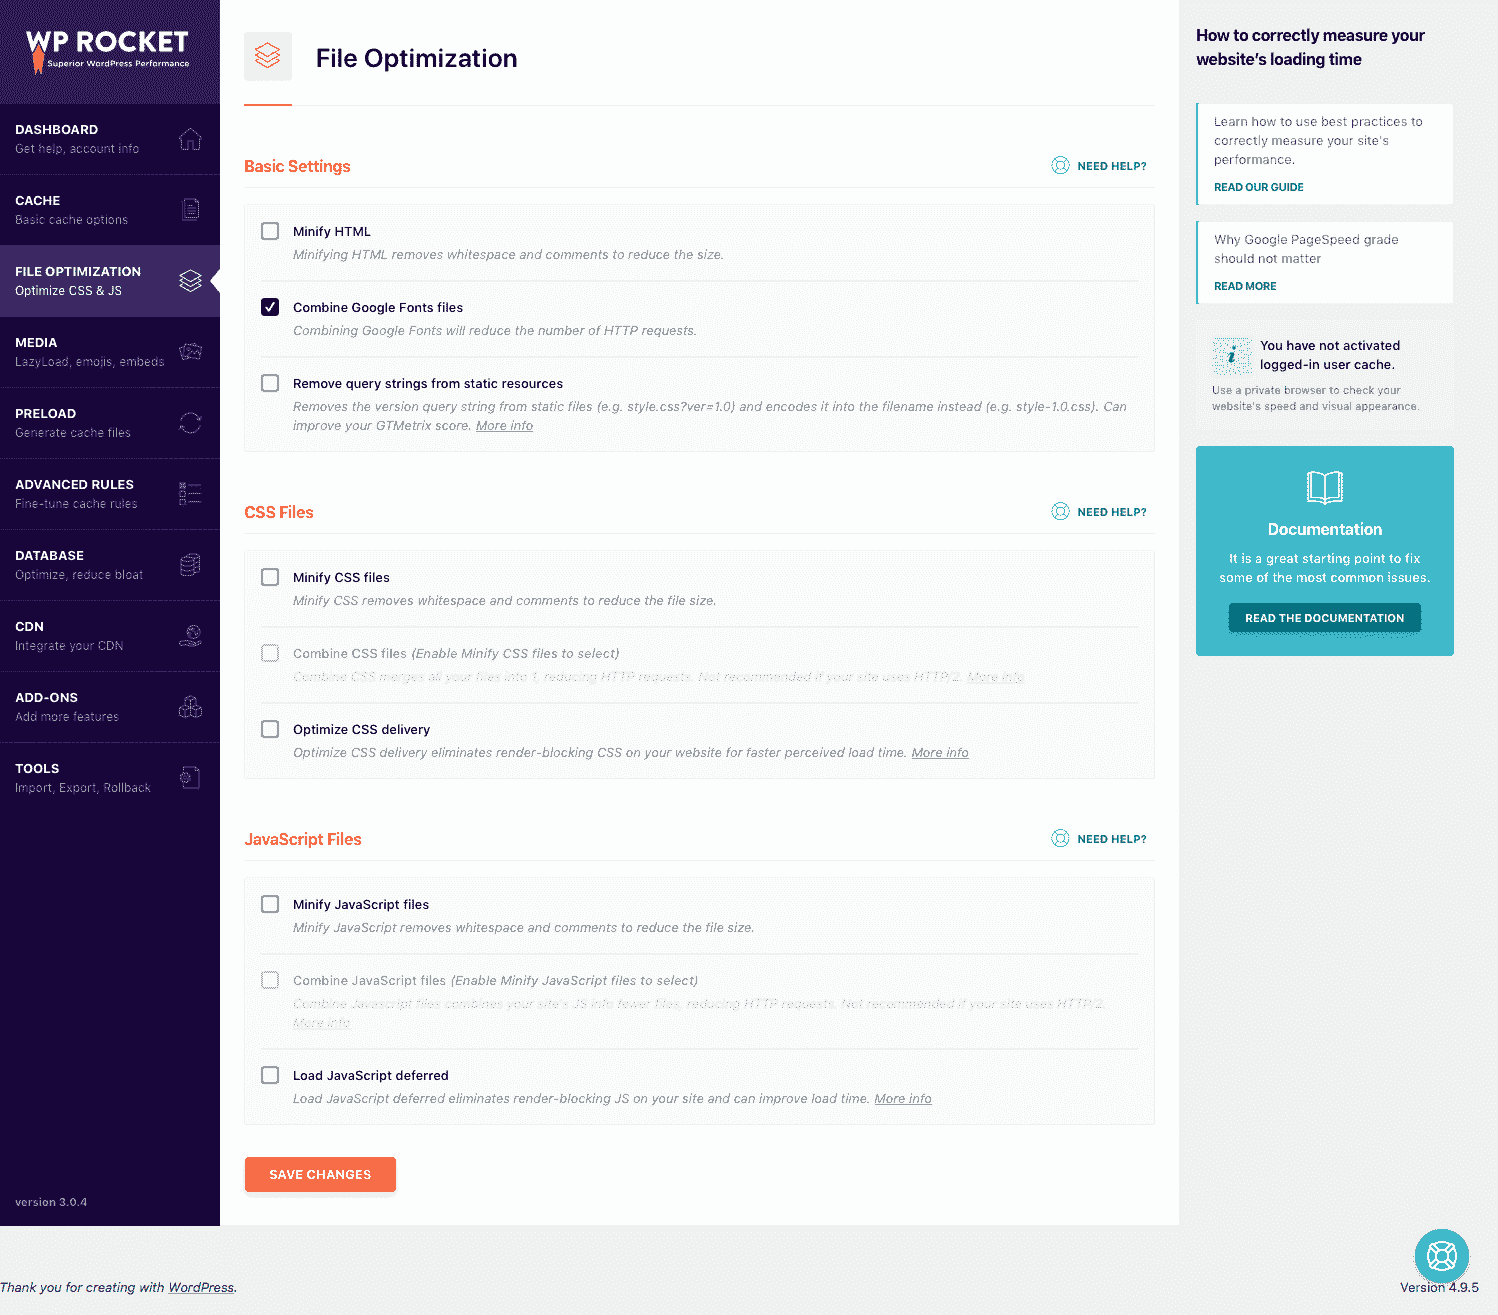 WP ROCKET
Superior WordPress Performance
DASHBOARD
Get help, account info
CACHE
Basic cache options
FILE OPTIMIZATION
Optimize CSS & JS
MEDIA
LazyLoad, emojis, embeds
PRELOAD
Generate cache files
ADVANCED RULES
Fine-tune cache rules
DATABASE
Optimize, reduce bloat
CDN
Integrate your CDN
ADD-ONS
Add more features
TOOLS
Import, Export, Rollback
version 3.0.4
File Optimization
Basic Settings
NEED HELP?
Minify HTML
Minifying HTML removes whitespace and comments to reduce the size.
Combine Google Fonts files
Combining Google Fonts will reduce the number of HTTP requests.
Remove query strings from static resources
Removes the version query string from static files (e.g. style.css?ver=1.0) and encodes it into the filename instead (e.g. style-1.0.css). Can
improve your GTMetrix score. More info
CSS Files
NEED HELP?
Minify CSS files
Minify CSS removes whitespace and comments to reduce the file size.
Combine CSS files (Enable Minify CSS files to select)
Combine CSS merges all your files into 1, reducing HTTP requests. Not recommended if your site uses HTTP/2. More info
Optimize CSS delivery
Optimize CSS delivery eliminates render-blocking CSS on your website for faster perceived load time. More info
JavaScript Files
NEED HELP?
Minify JavaScript files
Minify JavaScript removes whitespace and comments to reduce the file size.
Combine JavaScript files (Enable Minify JavaScript files to select)
Combine Javascript files combines your site's JS info fewer files, reducing HTTP requests. Not recommended if your site uses HTTP/2.
More info
Load JavaScript deferred
Load JavaScript deferred eliminates render-blocking JS on your site and can improve load time. More info
SAVE CHANGES
How to correctly measure your
website's loading time
Learn how to use best practices to
correctly measure your site's
performance.
READ OUR GUIDE
Why Google PageSpeed grade
should not matter
READ MORE
You have not activated
logged-in user cache.
Use a private browser to check your
website's speed and visual appearance.
Documentation
It is a great starting point to fix
some of the most common issues.
READ THE DOCUMENTATION
Thank you for creating with WordPress.
Version 4.9.5